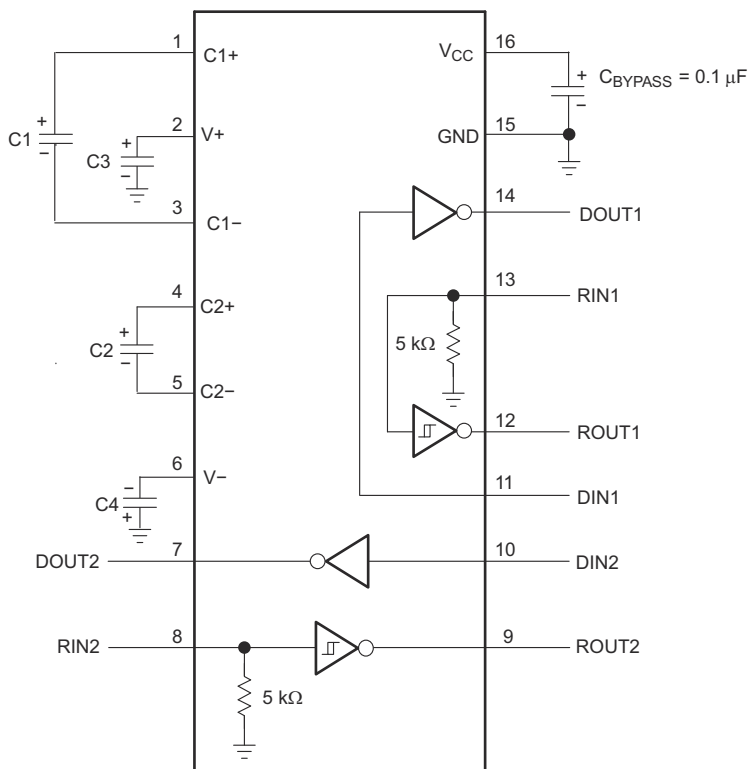 1
C1+
C1
+
−
2
V+
+
C3
−
3
C1−
4
C2+
+
C2
−
5
C2−
6
V−
−
C4
+
7
DOUT2
8
RIN2
5 kΩ
16
VCC
+
CBYPASS = 0.1 μF
−
15
GND
14
DOUT1
13
RIN1
5 kΩ
12
ROUT1
11
DIN1
10
DIN2
9
ROUT2